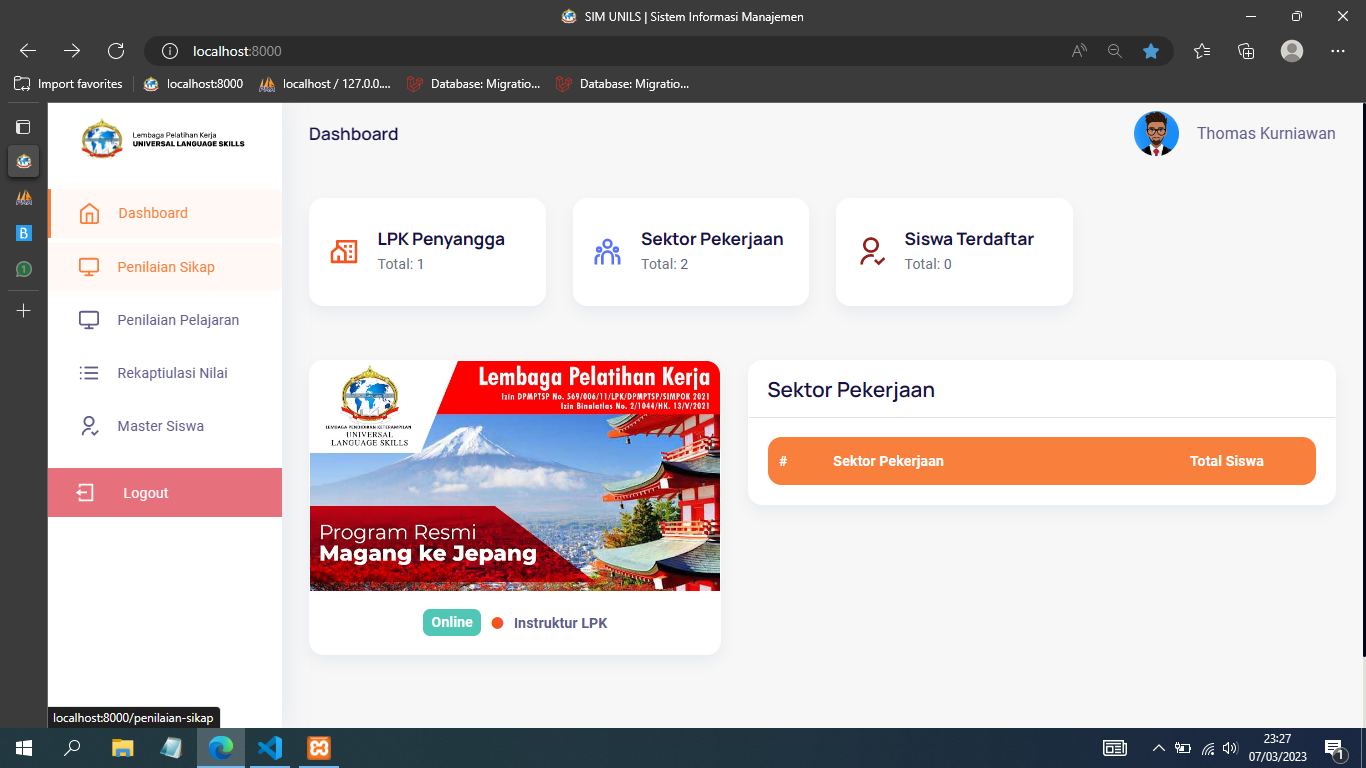 SIM UNILS | Sistem Informasi Manajemen
localhost:8000
Import favorites
localhost:8000
localhost / 127.0.0....
Database: Migratio...
Database: Migratio...
Lembaga Pelatihan Kerja
UNIVERSAL LANGUAGE SKILLS
Dashboard
Thomas Kurniawan
Dashboard
Penilaian Sikap
Penilaian Pelajaran
Rekaptiulasi Nilai
Master Siswa
Logout
LPK Penyangga
Total: 1
Sektor Pekerjaan
Total: 2
Siswa Terdaftar
Total: 0
Lembaga Pelatihan Kerja
Izin DPMPTSP No. 569/006/11/LPK/DPMPTSP/SIMPOK 2021
Izin Binalatlas No. 2/1044/HK. 13/V/2021
LEMBAGA PENDIDIKAN KETERAMPILAN
UNIVERSAL
LANGUAGE SKILLS
Program Resmi
Magang ke Jepang
Online
Instruktur LPK
Sektor Pekerjaan
# Sektor Pekerjaan Total Siswa
localhost:8000/penilaian-sikap
23:27
07/03/2023
1